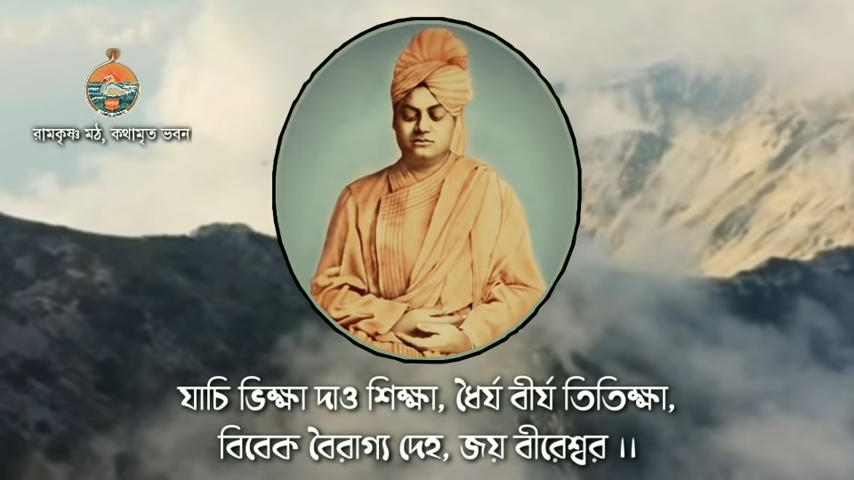 রামকৃষ্ণ মঠ, কথামৃত ভবন
যাচি ভিক্ষা দাও শিক্ষা, ধৈর্য বীর্য তিতিক্ষা,
বিবেক বৈরাগ্য দেহ, জয় বীরেশ্বর ।।